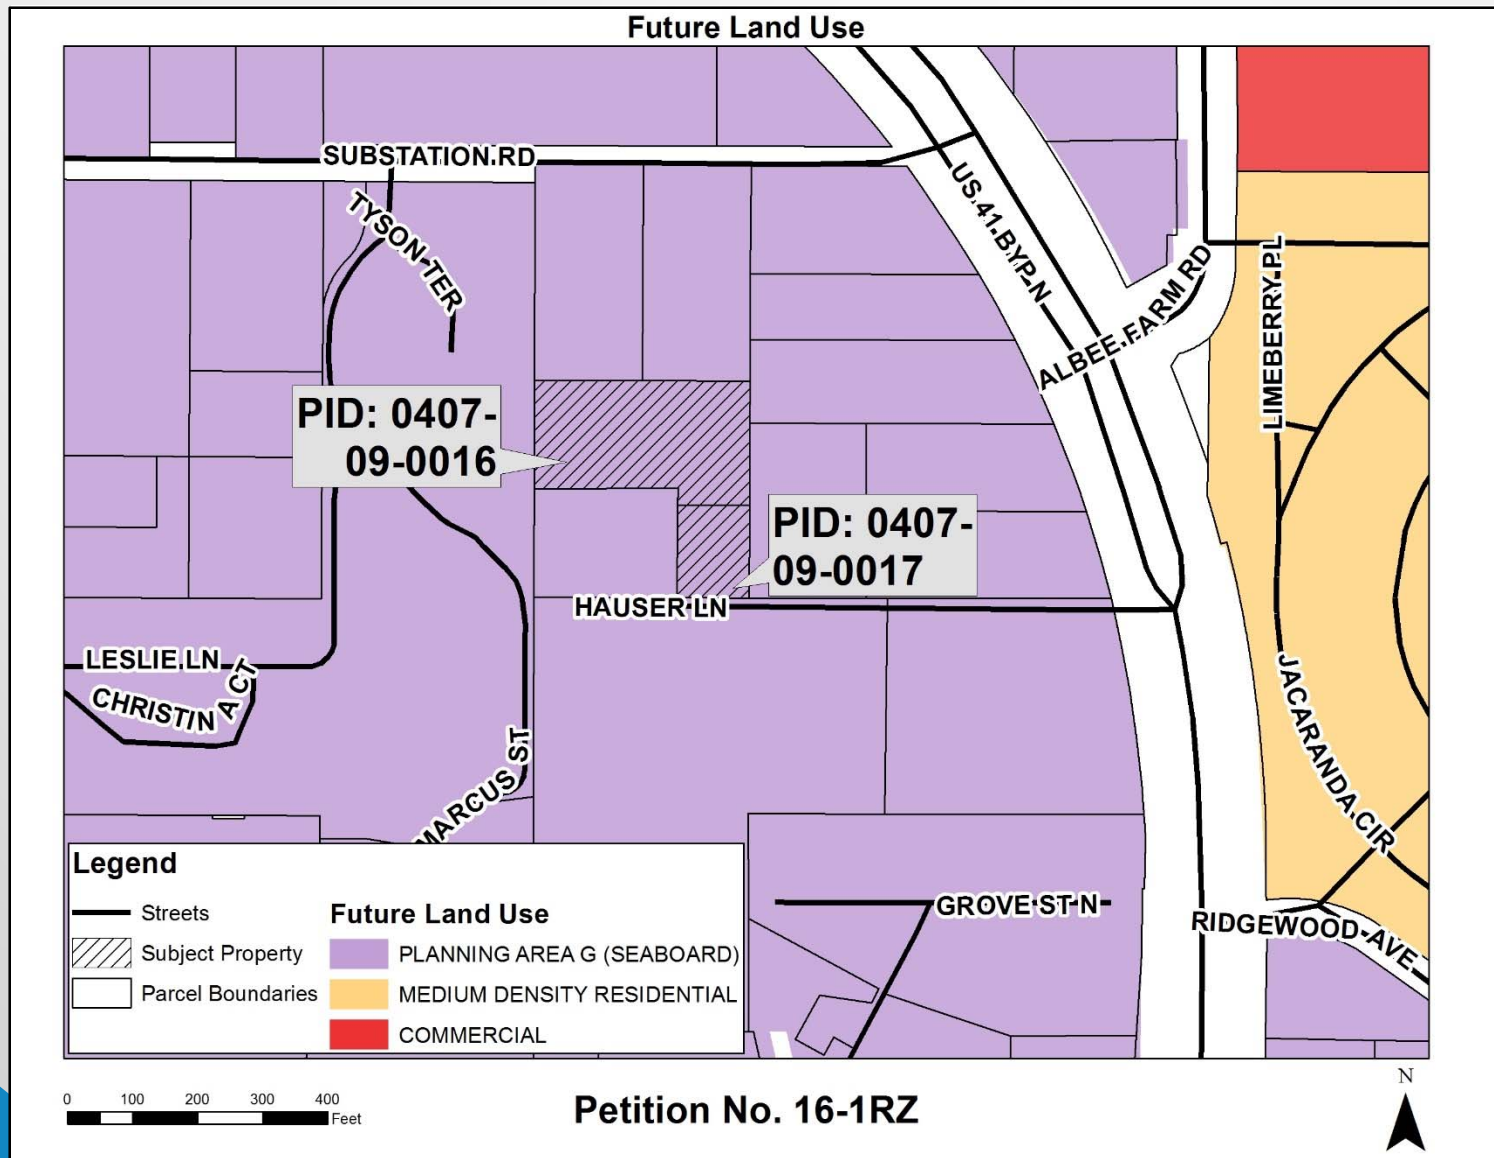 Future Land Use
SUBSTATION RD
TYSON TER
US 41 BYP N
ALBEE FARM RD
LIMEBERRY PL
PID: 0407-
09-0016
PID: 0407-
09-0017
HAUSER LN
LESLIE LN
CHRISTIN A CT
MARCUS ST
JACARANDA CIR
GROVE ST N
RIDGEWOOD AVE
Legend
Streets
Subject Property
Parcel Boundaries
Future Land Use
PLANNING AREA G (SEABOARD)
MEDIUM DENSITY RESIDENTIAL
COMMERCIAL
0 100 200 300 400
Feet
Petition No. 16-1RZ
N